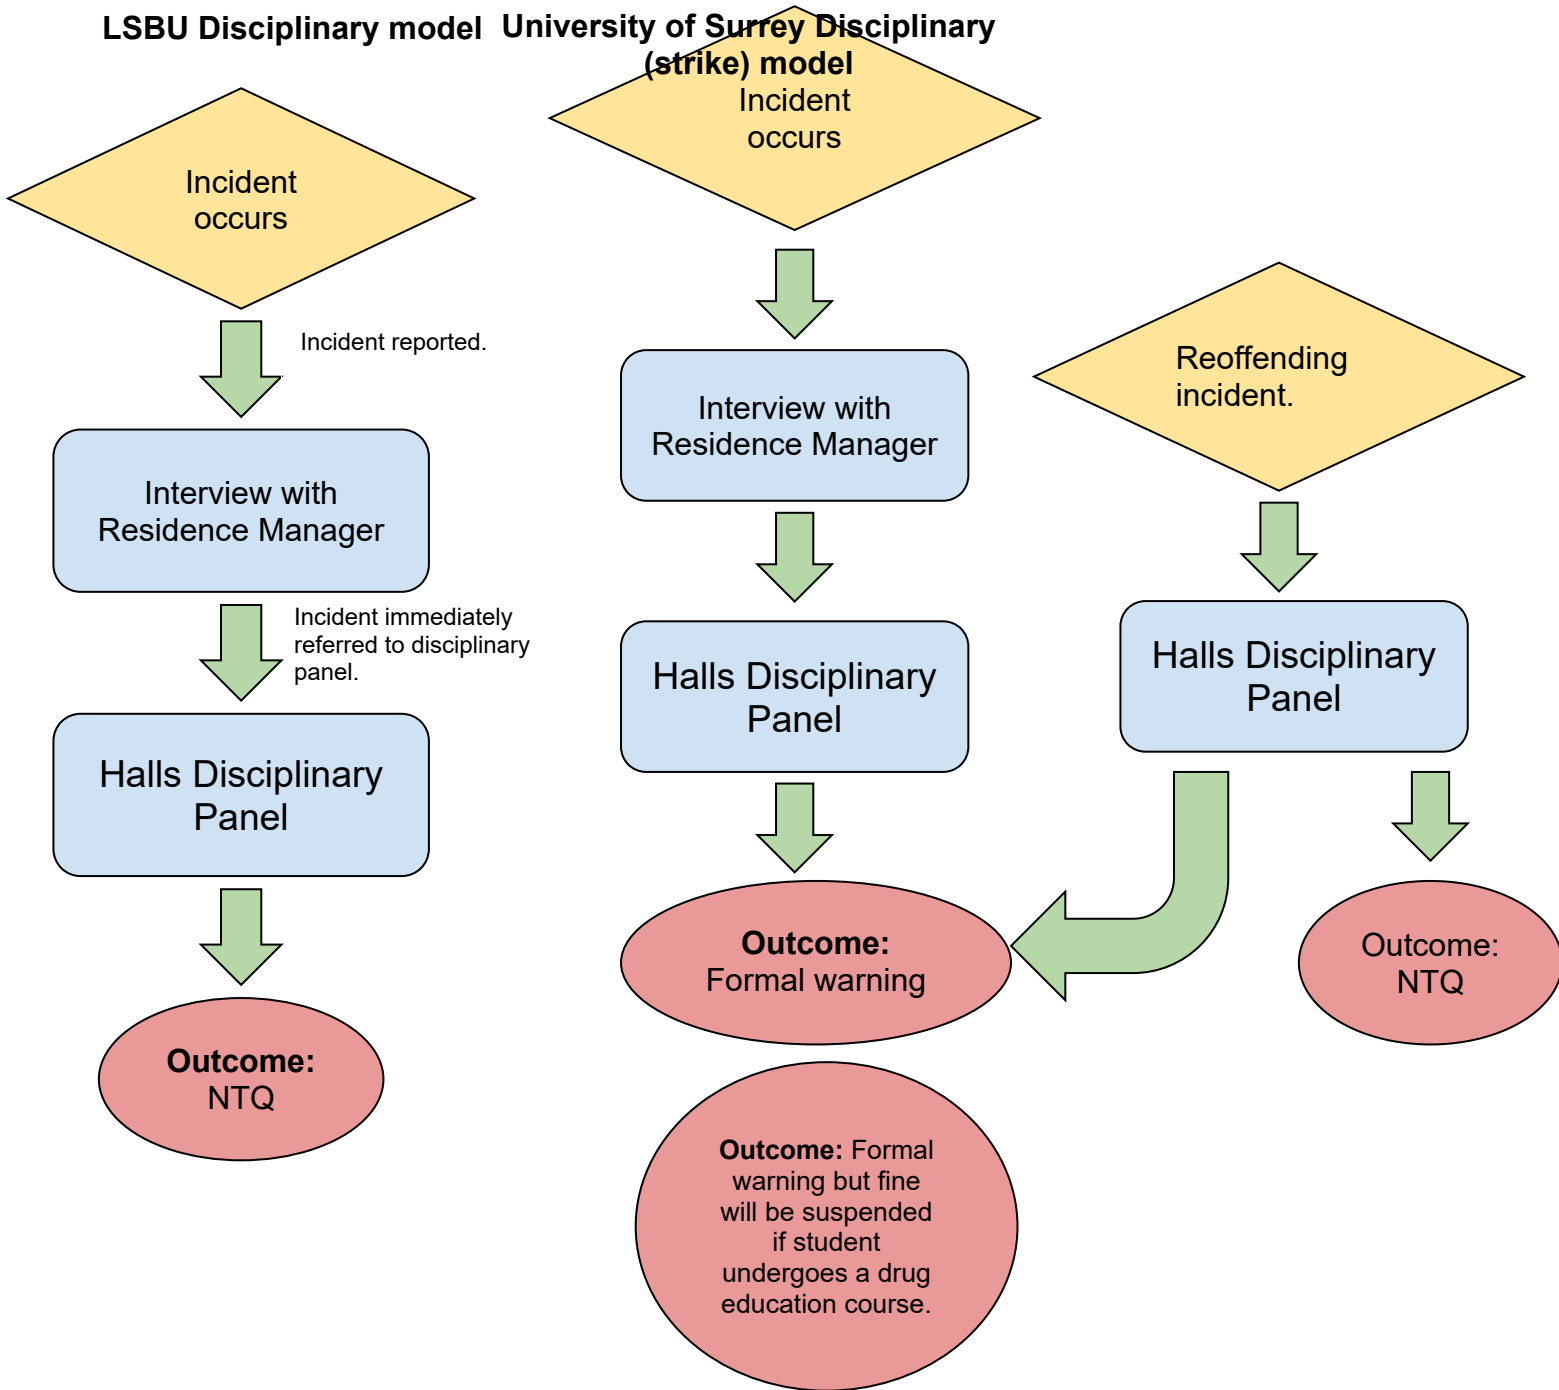 LSBU Disciplinary model
Incident
occurs
Incident reported.
Interview with
Residence Manager
Incident immediately
referred to disciplinary
panel.
Halls Disciplinary
Panel
Outcome:
NTQ
University of Surrey Disciplinary
(strike) model
Incident
occurs
Interview with
Residence Manager
Halls Disciplinary
Panel
Outcome:
Formal warning
Outcome: Formal
warning but fine
will be suspended
if student
undergoes a drug
education course.
Reoffending
incident.
Halls Disciplinary
Panel
Outcome:
NTQ